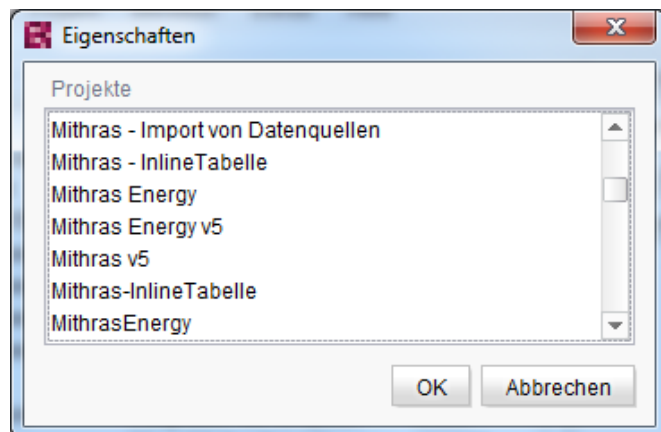 Eigenschaften
Projekte
Mithras - Import von Datenquellen
Mithras - InlineTabelle
Mithras Energy
Mithras Energy v5
Mithras v5
Mithras-InlineTabelle
MithrasEnergy
OK Abbrechen